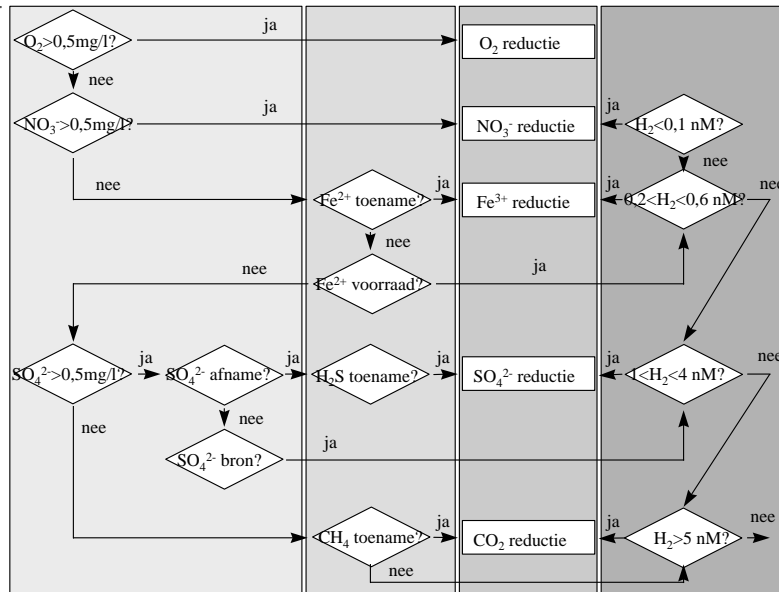 O₂>0,5mg/l?
ja
O₂ reductie
nee
NO₃⁻>0,5mg/l?
ja
NO₃⁻ reductie
ja
H₂<0,1 nM?
nee
nee
Fe²⁺ toename?
ja
Fe³⁺ reductie
ja
0,2<H₂<0,6 nM?
nee
nee
nee
Fe²⁺ voorraad?
ja
SO₄²⁻>0,5mg/l?
ja
SO₄²⁻ afname?
ja
H₂S toename?
ja
SO₄²⁻ reductie
ja
1<H₂<4 nM?
nee
nee
nee
SO₄²⁻ bron?
ja
CH₄ toename?
ja
CO₂ reductie
ja
H₂>5 nM?
nee
nee